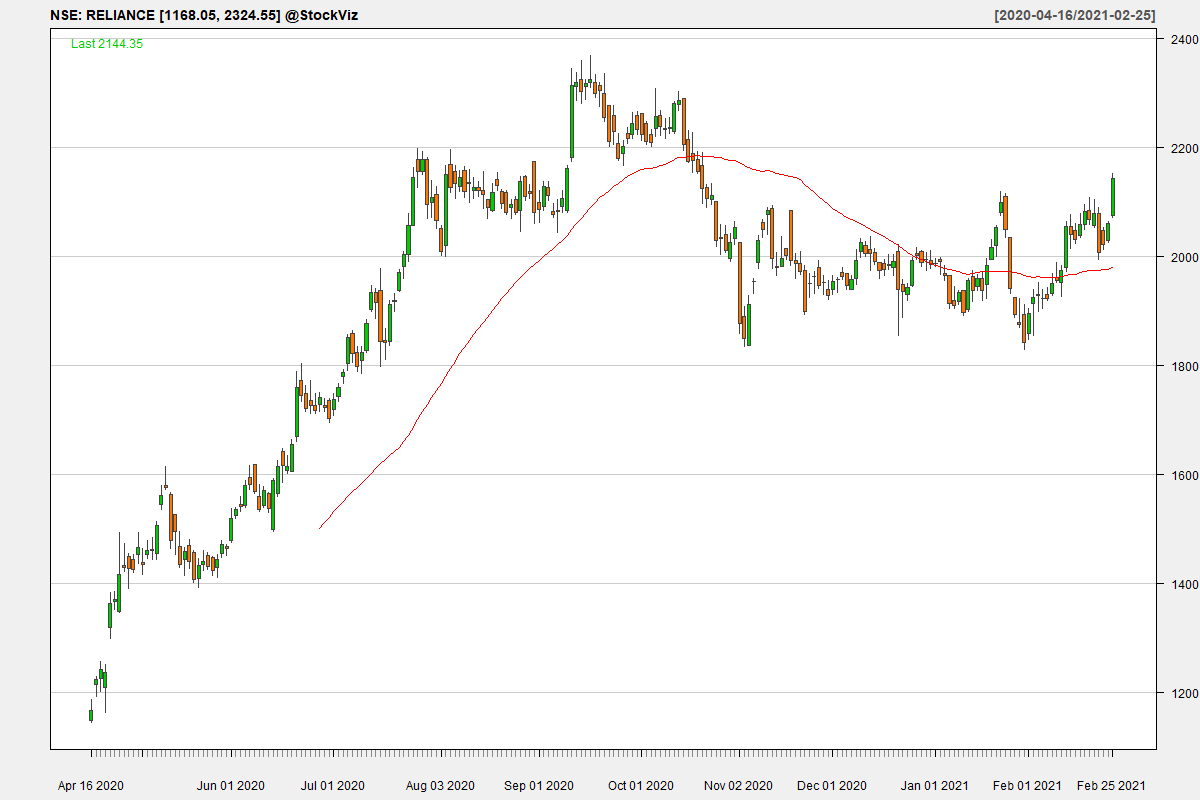 NSE: RELIANCE [1168.05, 2324.55] @StockViz [2020-04-16/2021-02-25]
Last 2144.35
2400
2200
2000
1800
1600
1400
1200
Apr 16 2020 Jun 01 2020 Jul 01 2020 Aug 03 2020 Sep 01 2020 Oct 01 2020 Nov 02 2020 Dec 01 2020 Jan 01 2021 Feb 01 2021 Feb 25 2021